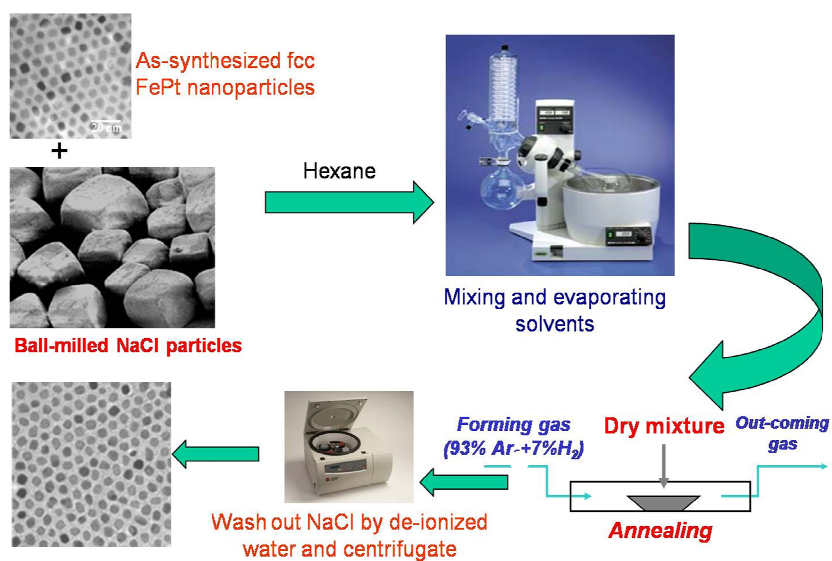 As-synthesized fcc
FePt nanoparticles
20 nm
+
Hexane
Mixing and evaporating
solvents
Ball-milled NaCl particles
Forming gas
(93% Ar-+7%H₂)
Dry mixture
Out-coming
gas
Annealing
Wash out NaCl by de-ionized
water and centrifugate